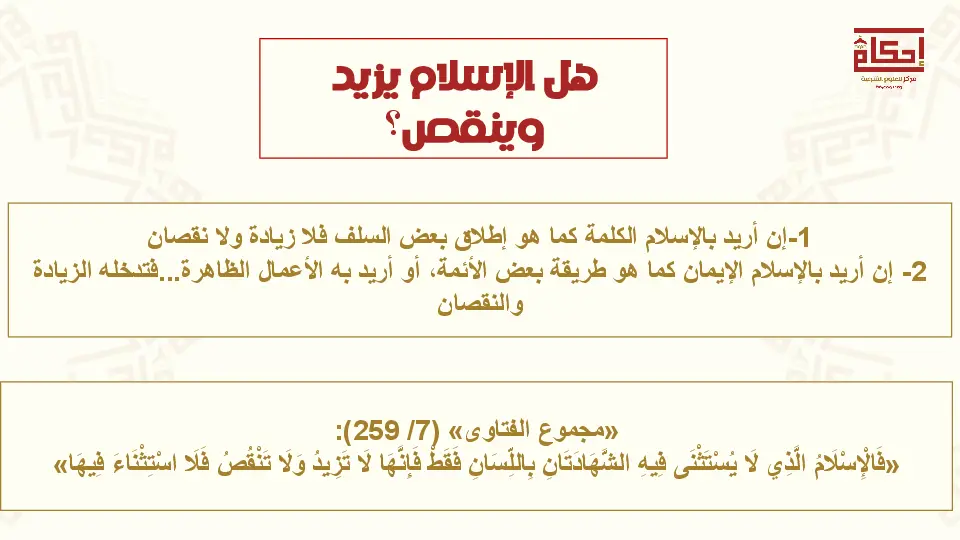 إحكام
مركز للعلوم الشرعية
هل الإسلام يزيد
وينقص؟
1-إن أريد بالإسلام الكلمة كما هو إطلاق بعض السلف فلا زيادة ولا نقصان
2- إن أريد بالإسلام الإيمان كما هو طريقة بعض الأئمة، أو أريد به الأعمال الظاهرة...فتدخله الزيادة
والنقصان
«مجموع الفتاوى» (7/ 259):
«فَالْإِسْلَامُ الَّذِي لَا يُسْتَثْنَى فِيهِ الشَّهَادَتَانِ بِاللِّسَانِ فَقَطْ فَإِنَّهَا لَا تَزِيدُ وَلَا تَنْقُصُ فَلَا اسْتِثْنَاءَ فِيهَا»